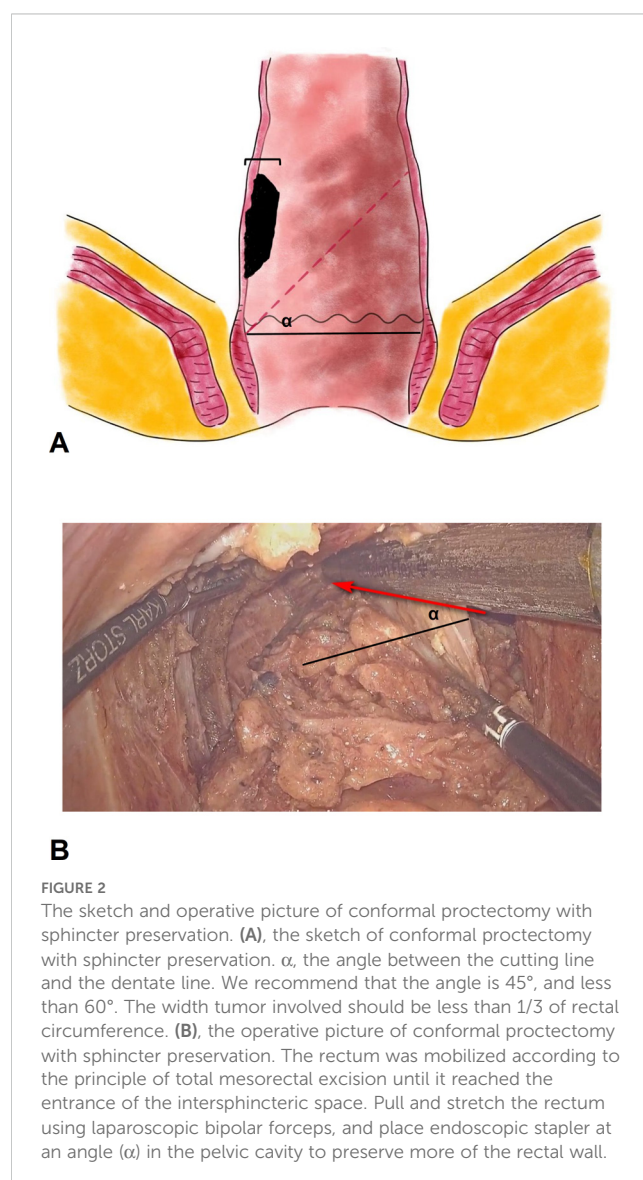 α
A
KARL STORZ
α
B
FIGURE 2
The sketch and operative picture of conformal proctectomy with
sphincter preservation. (A), the sketch of conformal proctectomy
with sphincter preservation. α, the angle between the cutting line
and the dentate line. We recommend that the angle is 45°, and less
than 60°. The width tumor involved should be less than 1/3 of rectal
circumference. (B), the operative picture of conformal proctectomy
with sphincter preservation. The rectum was mobilized according to
the principle of total mesorectal excision until it reached the
entrance of the intersphincteric space. Pull and stretch the rectum
using laparoscopic bipolar forceps, and place endoscopic stapler at
an angle (α) in the pelvic cavity to preserve more of the rectal wall.